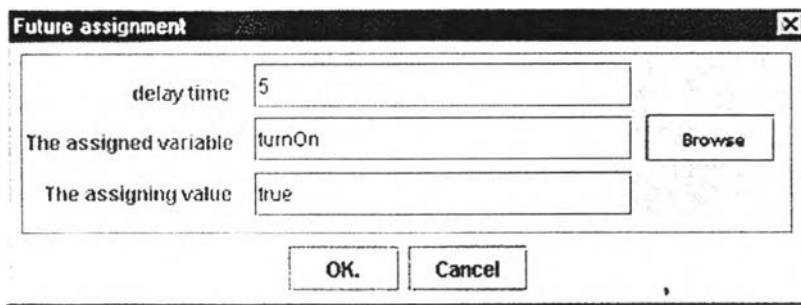 Future assignment
delay time 5
The assigned variable turnOn Browse
The assigning value true
OK. Cancel